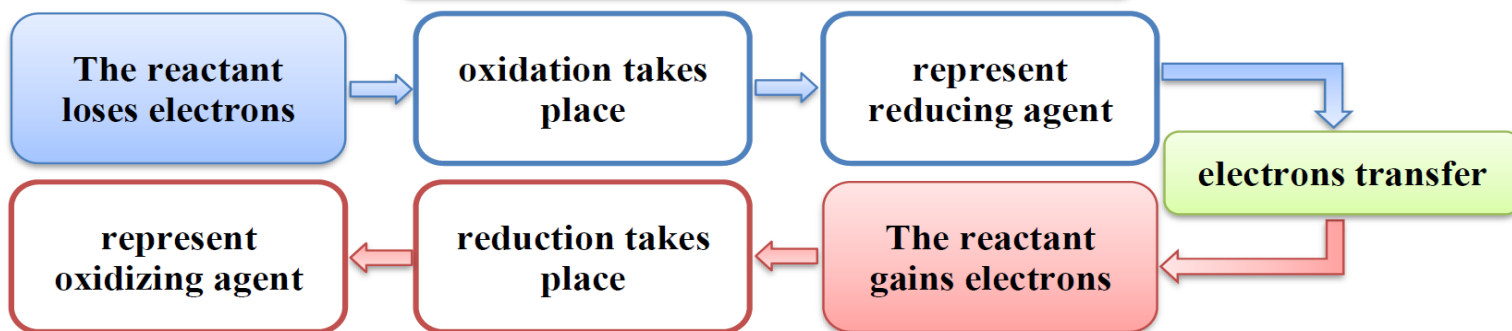 The reactant
loses electrons
oxidation takes
place
represent
reducing agent
electrons transfer
The reactant
gains electrons
reduction takes
place
represent
oxidizing agent